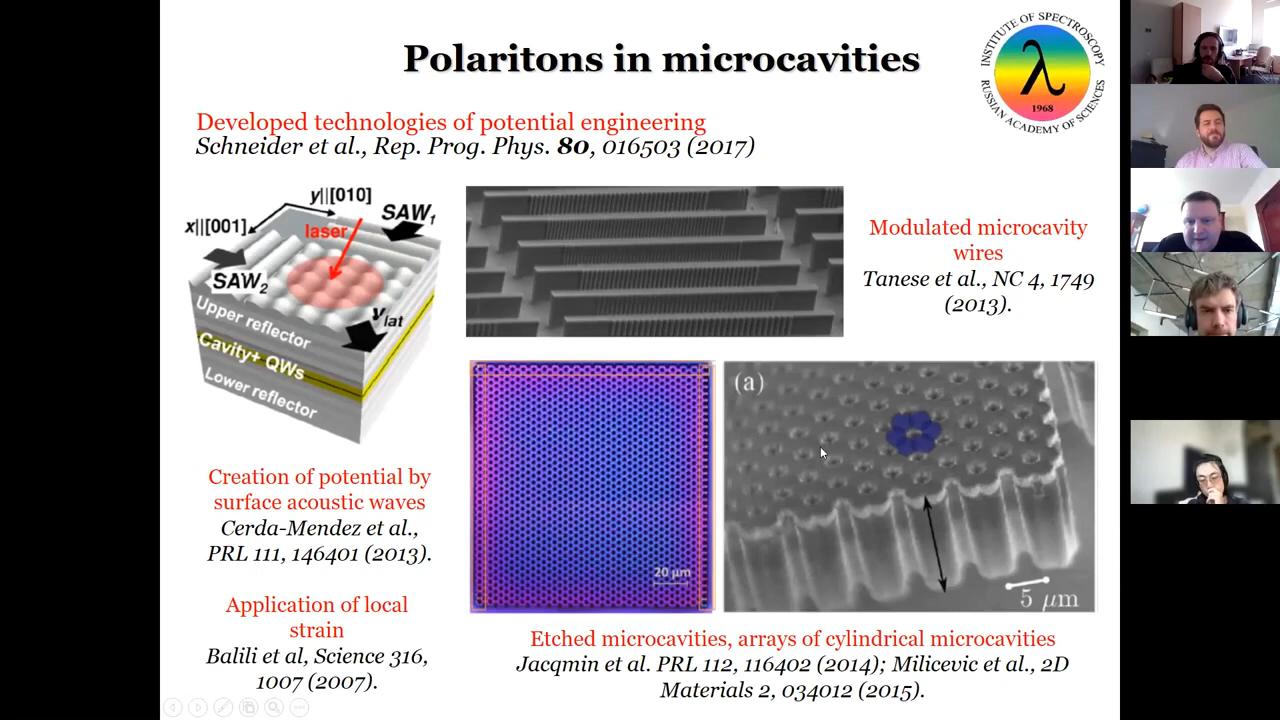 Polaritons in microcavities
INSTITUTE OF SPECTROSCOPY
RUSSIAN ACADEMY OF SCIENCES
λ
1968
Developed technologies of potential engineering
Schneider et al., Rep. Prog. Phys. 80, 016503 (2017)
y||[010]
x||[001]
SAW1
laser
SAW2
ylat
Upper reflector
Cavity+ QWs
Lower reflector
Modulated microcavity
wires
Tanese et al., NC 4, 1749
(2013).
(a)
20 μm
5 μm
Creation of potential by
surface acoustic waves
Cerda-Mendez et al.,
PRL 111, 146401 (2013).
Application of local
strain
Balili et al, Science 316,
1007 (2007).
Etched microcavities, arrays of cylindrical microcavities
Jacqmin et al. PRL 112, 116402 (2014); Milicevic et al., 2D
Materials 2, 034012 (2015).